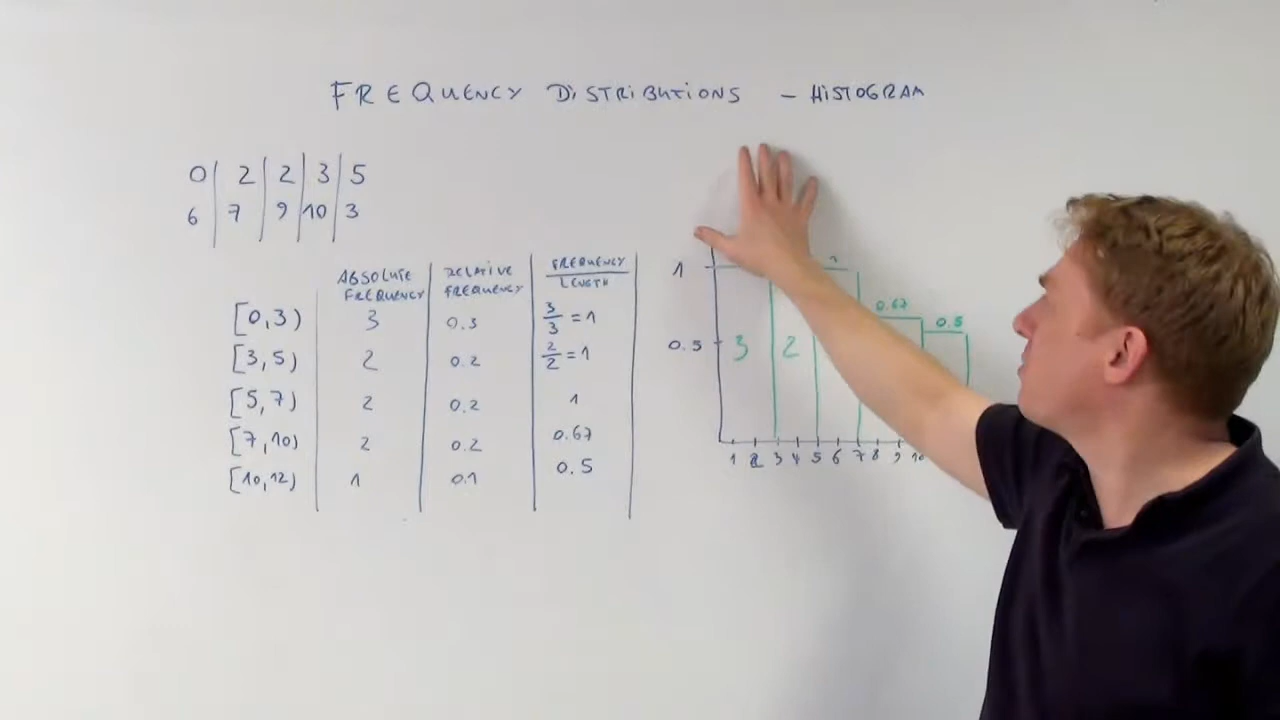 FREQUENCY DISTRIBUTIONS - HISTOGRAM
0 2 2 3 5
6 7 9 10 3
ABSOLUTE FREQUENCY RELATIVE FREQUENCY FREQUENCY/LENGTH
[0,3) 3 0.3 3/3 = 1
[3,5) 2 0.2 2/2 = 1
[5,7) 2 0.2 1
[7,10) 2 0.2 0.67
[10,12) 1 0.1 0.5
1
0.67
0.5
0.5 3 2
1 2 3 4 5 6 7 8 9 10